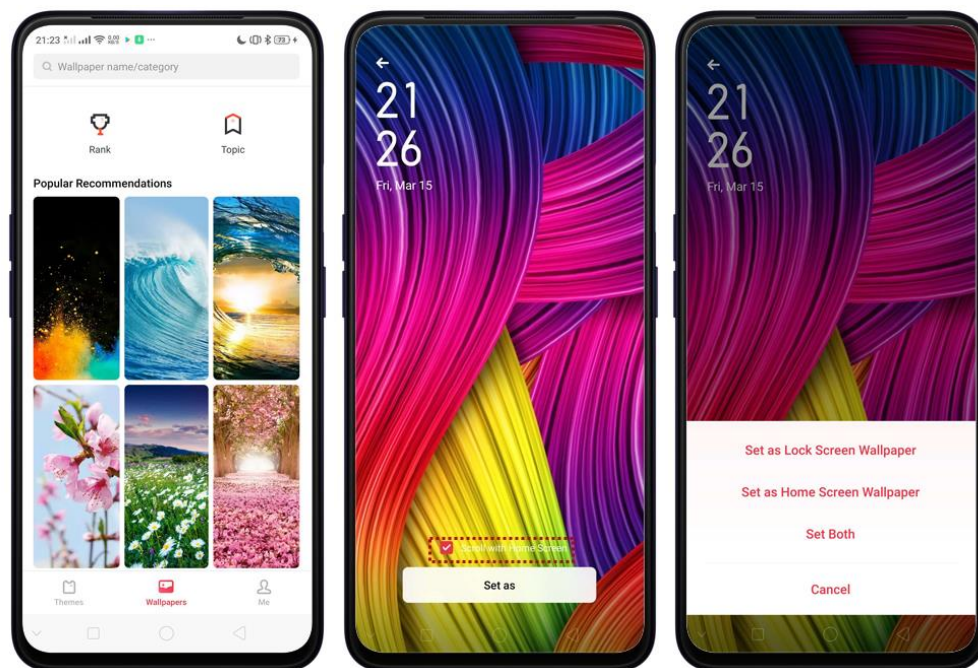 21:23
Wallpaper name/category
Rank
Topic
Popular Recommendations
Themes
Wallpapers
Me
21
26
Fri, Mar 15
Scroll with Home Screen
Set as
21
26
Fri, Mar 15
Set as Lock Screen Wallpaper
Set as Home Screen Wallpaper
Set Both
Cancel